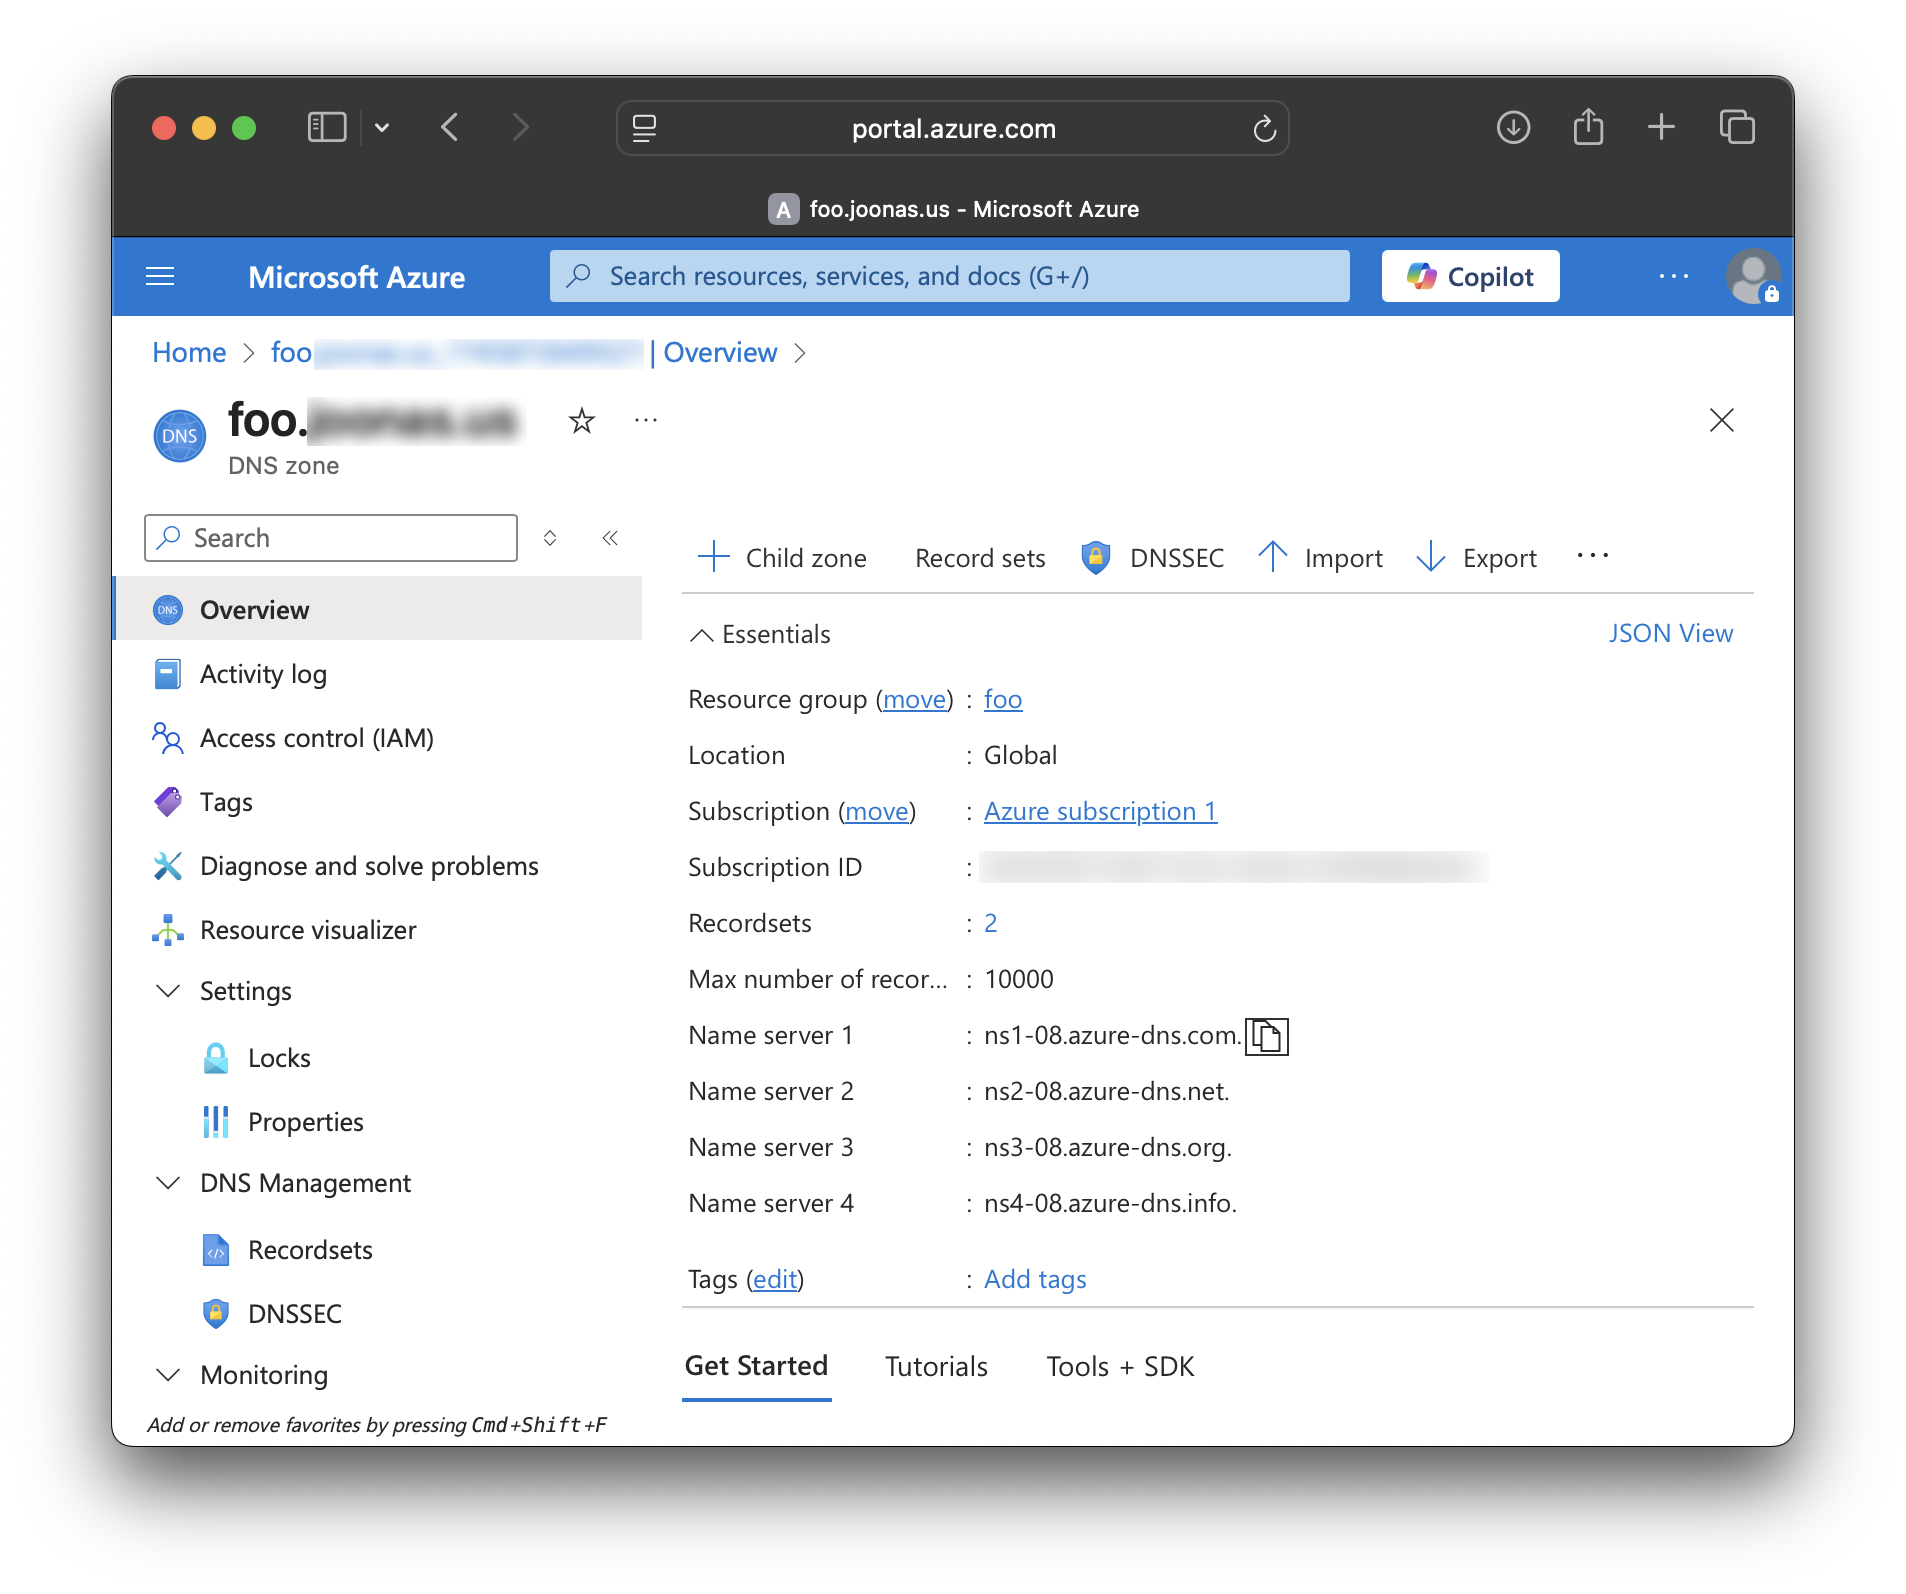 portal.azure.com
A foo.joonas.us - Microsoft Azure
Microsoft Azure
Search resources, services, and docs (G+/)
Copilot
Home > foo | Overview >
DNS
foo.
DNS zone
Search
Child zone
Record sets
DNSSEC
Import
Export
DNS Overview
Activity log
Access control (IAM)
Tags
Diagnose and solve problems
Resource visualizer
Settings
Locks
Properties
DNS Management
Recordsets
DNSSEC
Monitoring
Add or remove favorites by pressing Cmd+Shift+F
Essentials
JSON View
Resource group (move) : foo
Location : Global
Subscription (move) : Azure subscription 1
Subscription ID :
Recordsets : 2
Max number of recor... : 10000
Name server 1 : ns1-08.azure-dns.com.
Name server 2 : ns2-08.azure-dns.net.
Name server 3 : ns3-08.azure-dns.org.
Name server 4 : ns4-08.azure-dns.info.
Tags (edit) : Add tags
Get Started
Tutorials
Tools + SDK